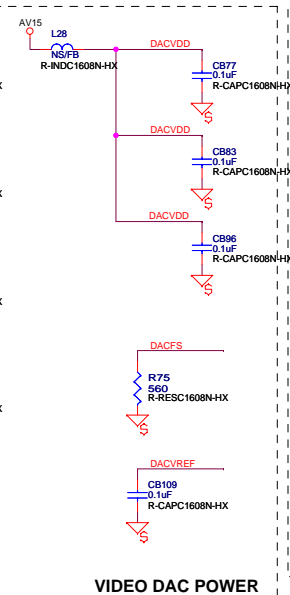 AV15
L28
NS/FB
R-INDC1608N-HX
DACVDD
CB77
0.1uF
R-CAPC1608N-HX
S
DACVDD
CB83
0.1uF
R-CAPC1608N-HX
S
DACVDD
CB96
0.1uF
R-CAPC1608N-HX
S
DACFS
R75
560
R-RESC1608N-HX
S
DACVREF
CB109
0.1uF
R-CAPC1608N-HX
S
VIDEO DAC POWER